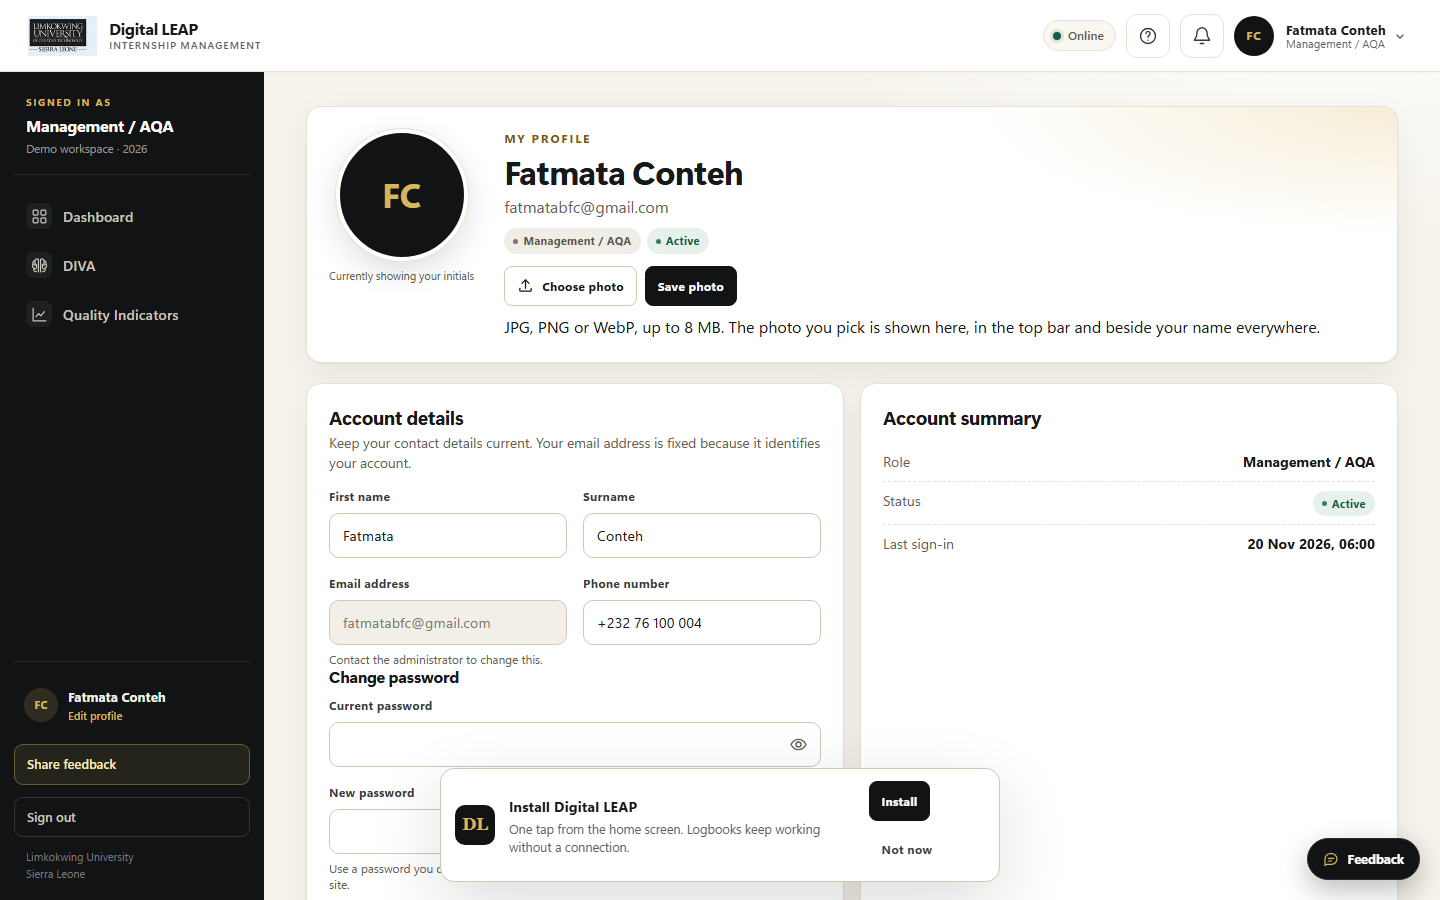 LIMKOKWING
UNIVERSITY
OF CREATIVE TECHNOLOGY
SIERRA LEONE
Digital LEAP
INTERNSHIP MANAGEMENT
Online
FC
Fatmata Conteh
Management / AQA
SIGNED IN AS
Management / AQA
Demo workspace · 2026
Dashboard
DIVA
Quality Indicators
FC
Fatmata Conteh
Edit profile
Share feedback
Sign out
Limkokwing University
Sierra Leone
FC
Currently showing your initials
MY PROFILE
Fatmata Conteh
fatmatabfc@gmail.com
Management / AQA
Active
Choose photo
Save photo
JPG, PNG or WebP, up to 8 MB. The photo you pick is shown here, in the top bar and beside your name everywhere.
Account details
Keep your contact details current. Your email address is fixed because it identifies
your account.
First name
Surname
Fatmata
Conteh
Email address
Phone number
fatmatabfc@gmail.com
+232 76 100 004
Contact the administrator to change this.
Change password
Current password
New password
Use a password you
site.
Account summary
Role
Management / AQA
Status
Active
Last sign-in
20 Nov 2026, 06:00
DL
Install Digital LEAP
One tap from the home screen. Logbooks keep working
without a connection.
Install
Not now
Feedback